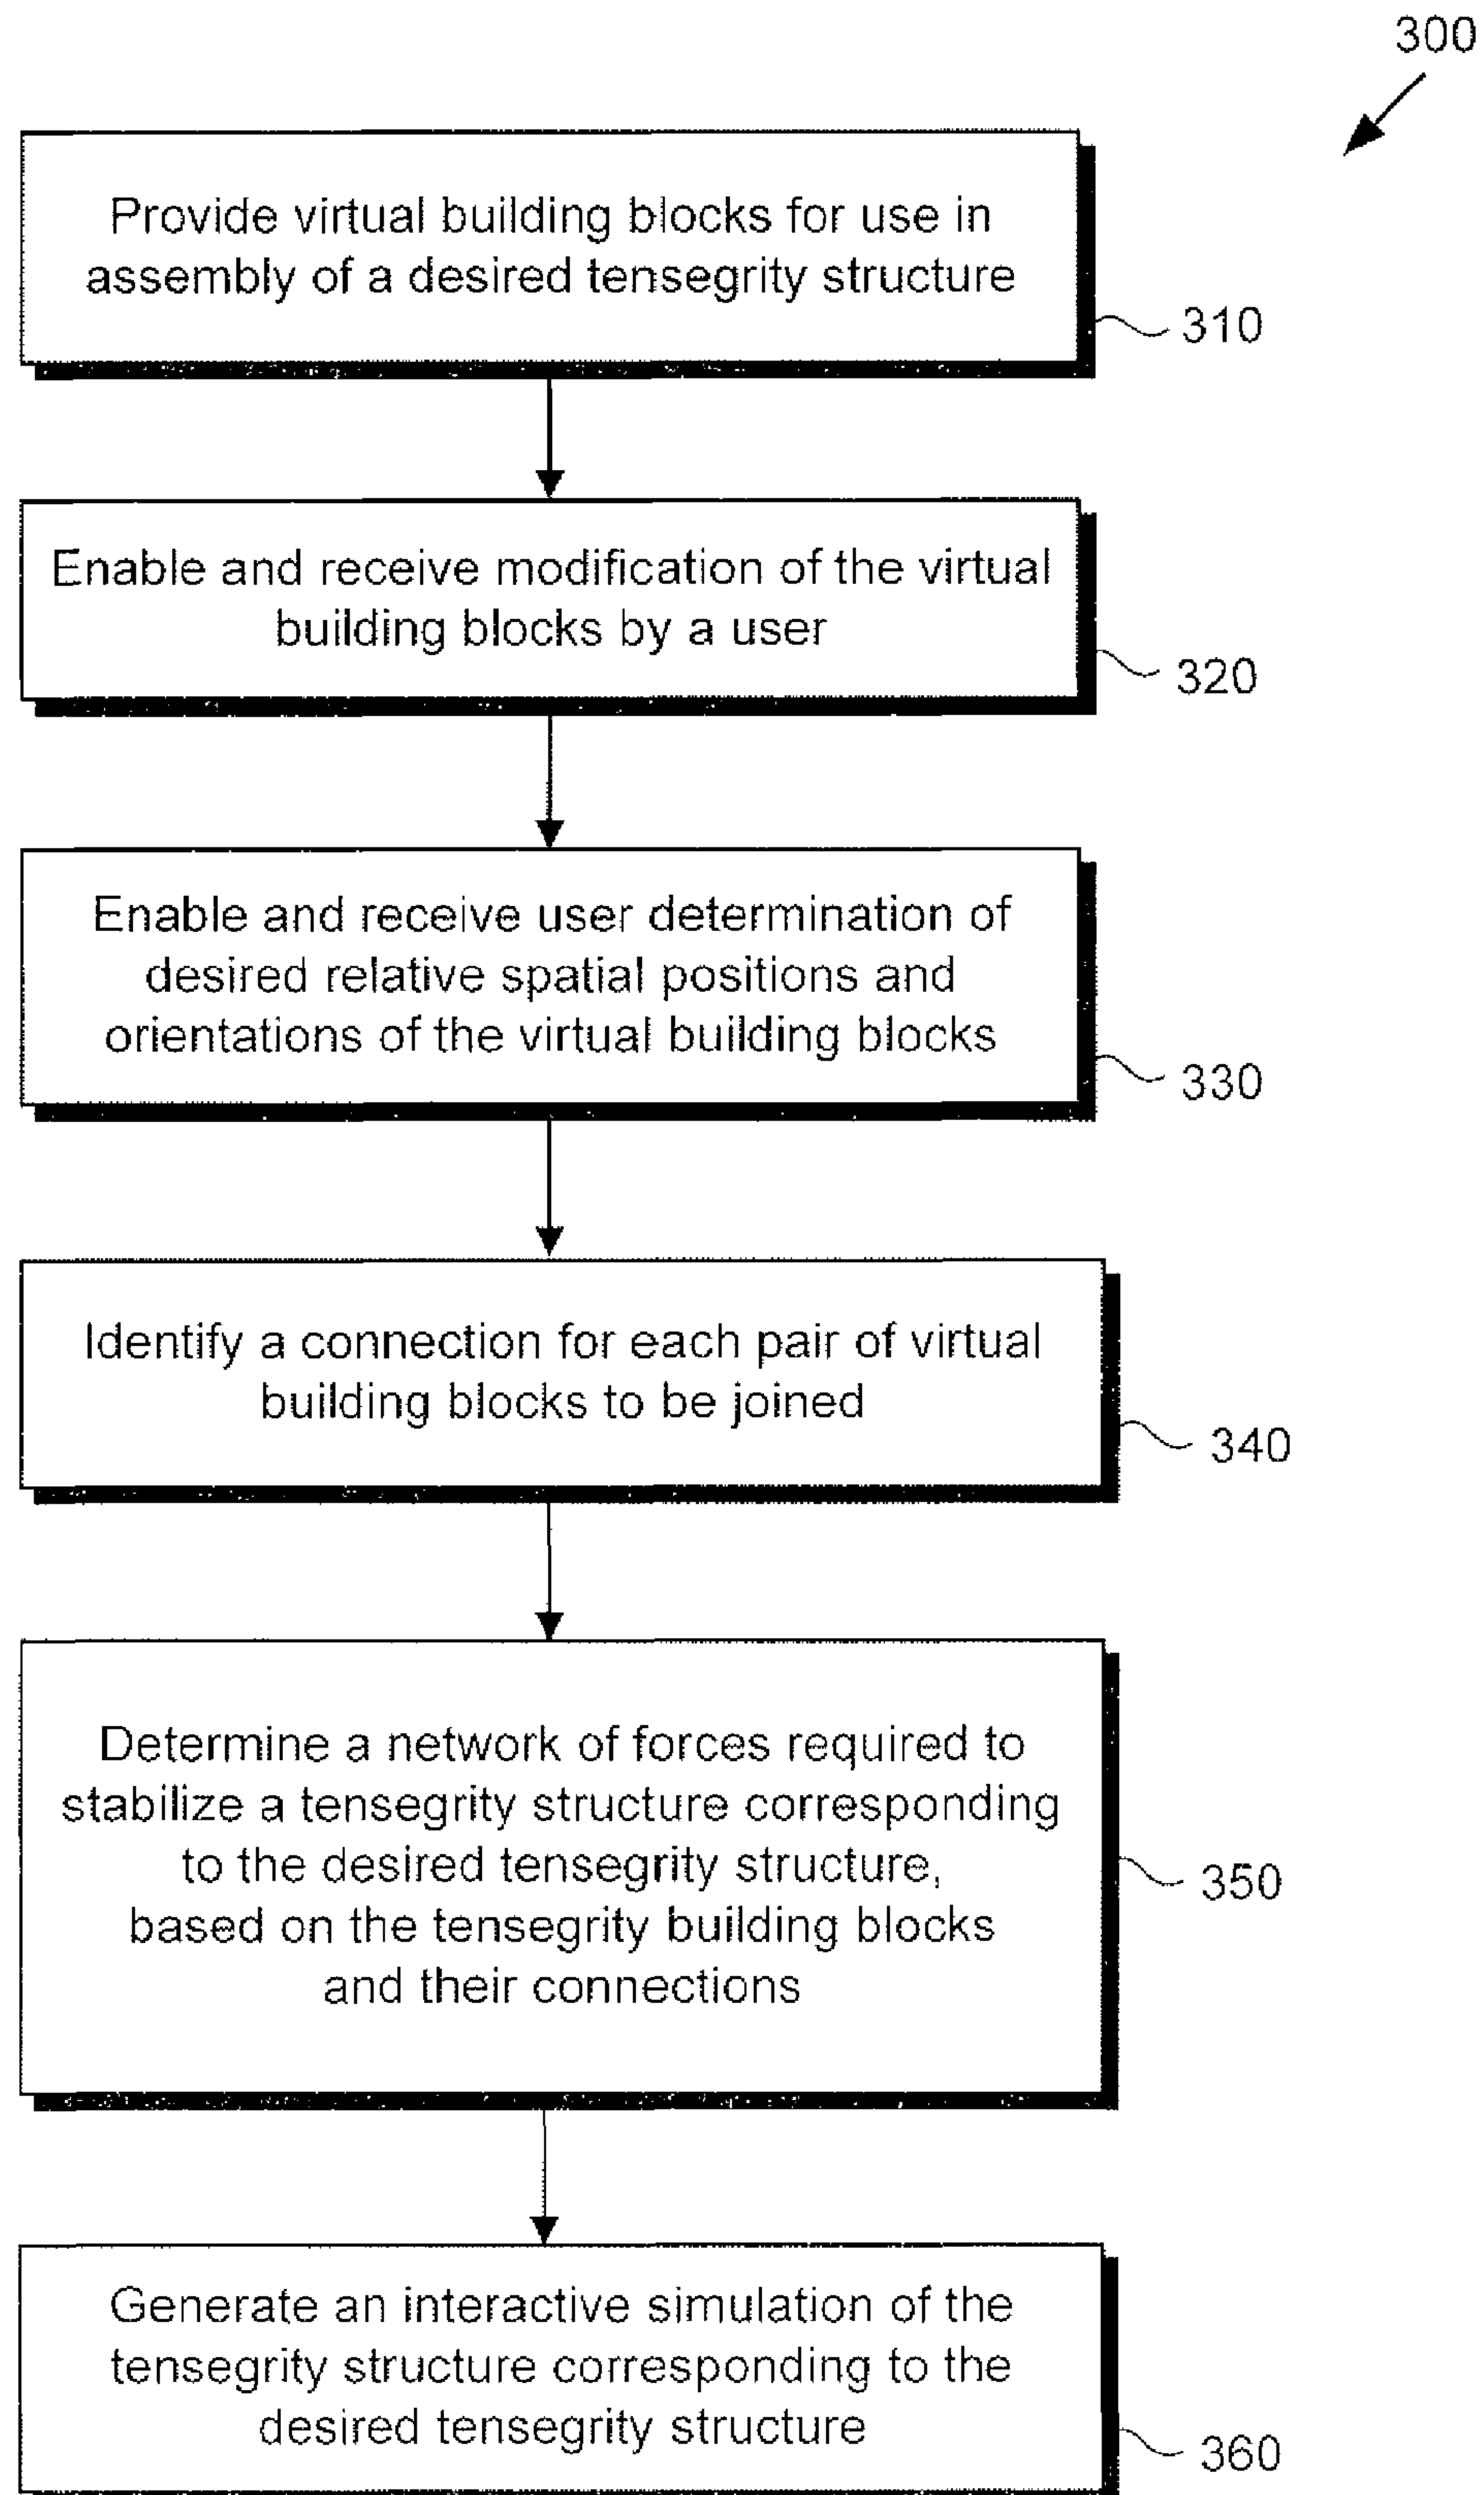 300
Provide virtual building blocks for use in
assembly of a desired tensegrity structure
310
Enable and receive modification of the virtual
building blocks by a user
320
Enable and receive user determination of
desired relative spatial positions and
orientations of the virtual building blocks
330
Identify a connection for each pair of virtual
building blocks to be joined
340
Determine a network of forces required to
stabilize a tensegrity structure corresponding
to the desired tensegrity structure,
based on the tensegrity building blocks
and their connections
350
Generate an interactive simulation of the
tensegrity structure corresponding to the
desired tensegrity structure
360